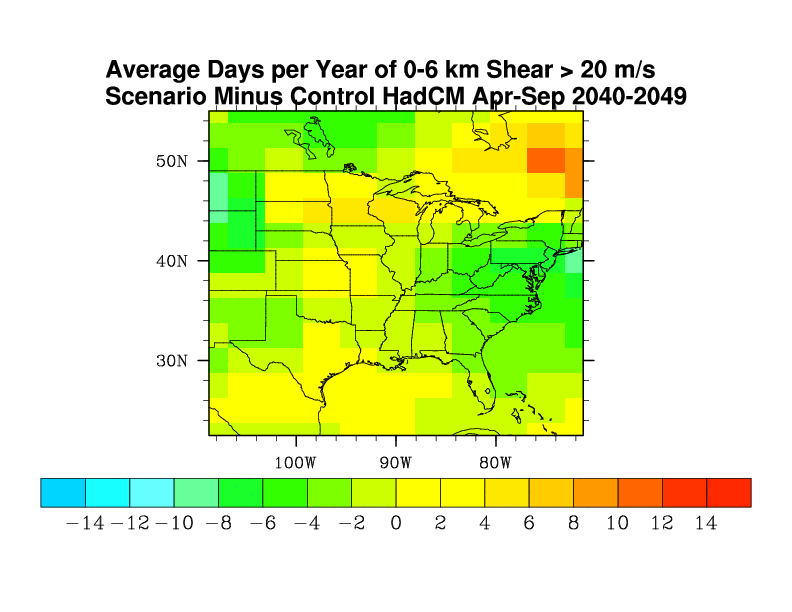 Average Days per Year of 0-6 km Shear > 20 m/s
Scenario Minus Control HadCM Apr-Sep 2040-2049
50N
40N
30N
100W 90W 80W
−14 −12 −10 −8 −6 −4 −2 0 2 4 6 8 10 12 14